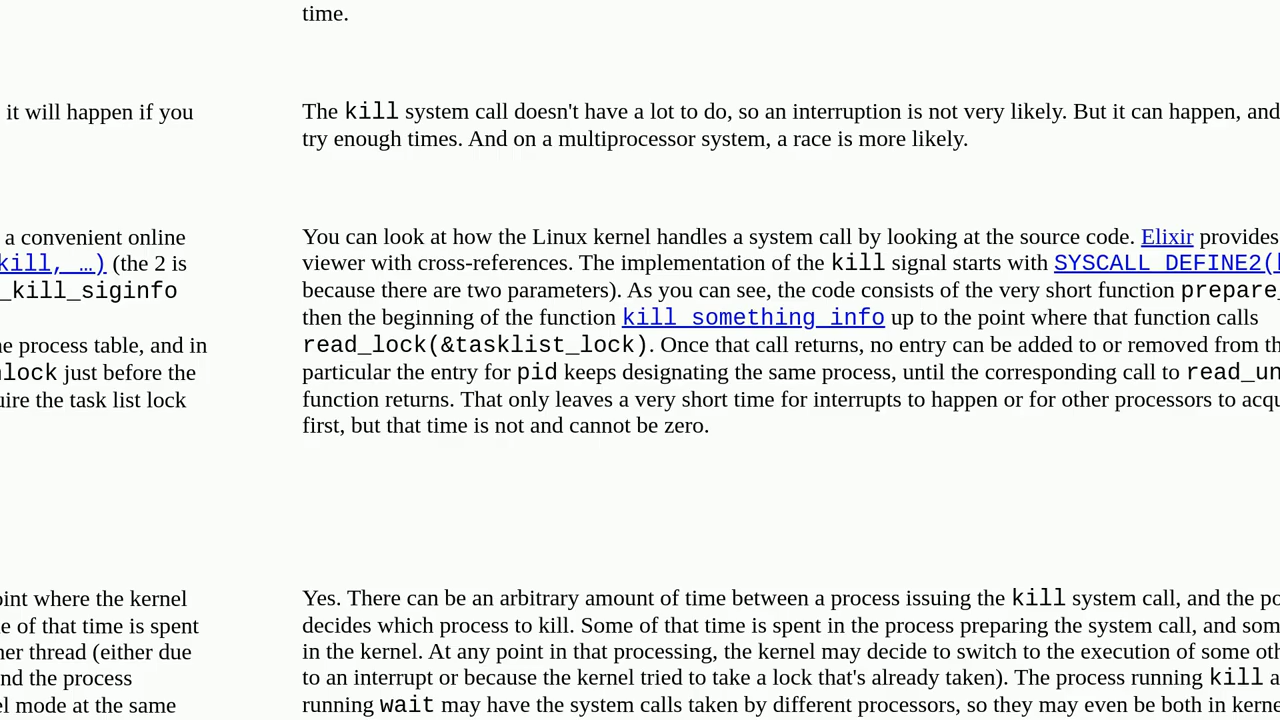 it will happen if you
a convenient online
kill, …) (the 2 is
_kill_siginfo
he process table, and in
lock just before the
uire the task list lock
oint where the kernel
e of that time is spent
her thread (either due
nd the process
el mode at the same
time.
The kill system call doesn't have a lot to do, so an interruption is not very likely. But it can happen, and
try enough times. And on a multiprocessor system, a race is more likely.
You can look at how the Linux kernel handles a system call by looking at the source code. Elixir provides
viewer with cross-references. The implementation of the kill signal starts with SYSCALL_DEFINE2(
because there are two parameters). As you can see, the code consists of the very short function prepare_
then the beginning of the function kill_something_info up to the point where that function calls
read_lock(&tasklist_lock). Once that call returns, no entry can be added to or removed from th
particular the entry for pid keeps designating the same process, until the corresponding call to read_un
function returns. That only leaves a very short time for interrupts to happen or for other processors to acqu
first, but that time is not and cannot be zero.
Yes. There can be an arbitrary amount of time between a process issuing the kill system call, and the po
decides which process to kill. Some of that time is spent in the process preparing the system call, and som
in the kernel. At any point in that processing, the kernel may decide to switch to the execution of some oth
to an interrupt or because the kernel tried to take a lock that's already taken). The process running kill a
running wait may have the system calls taken by different processors, so they may even be both in kerne